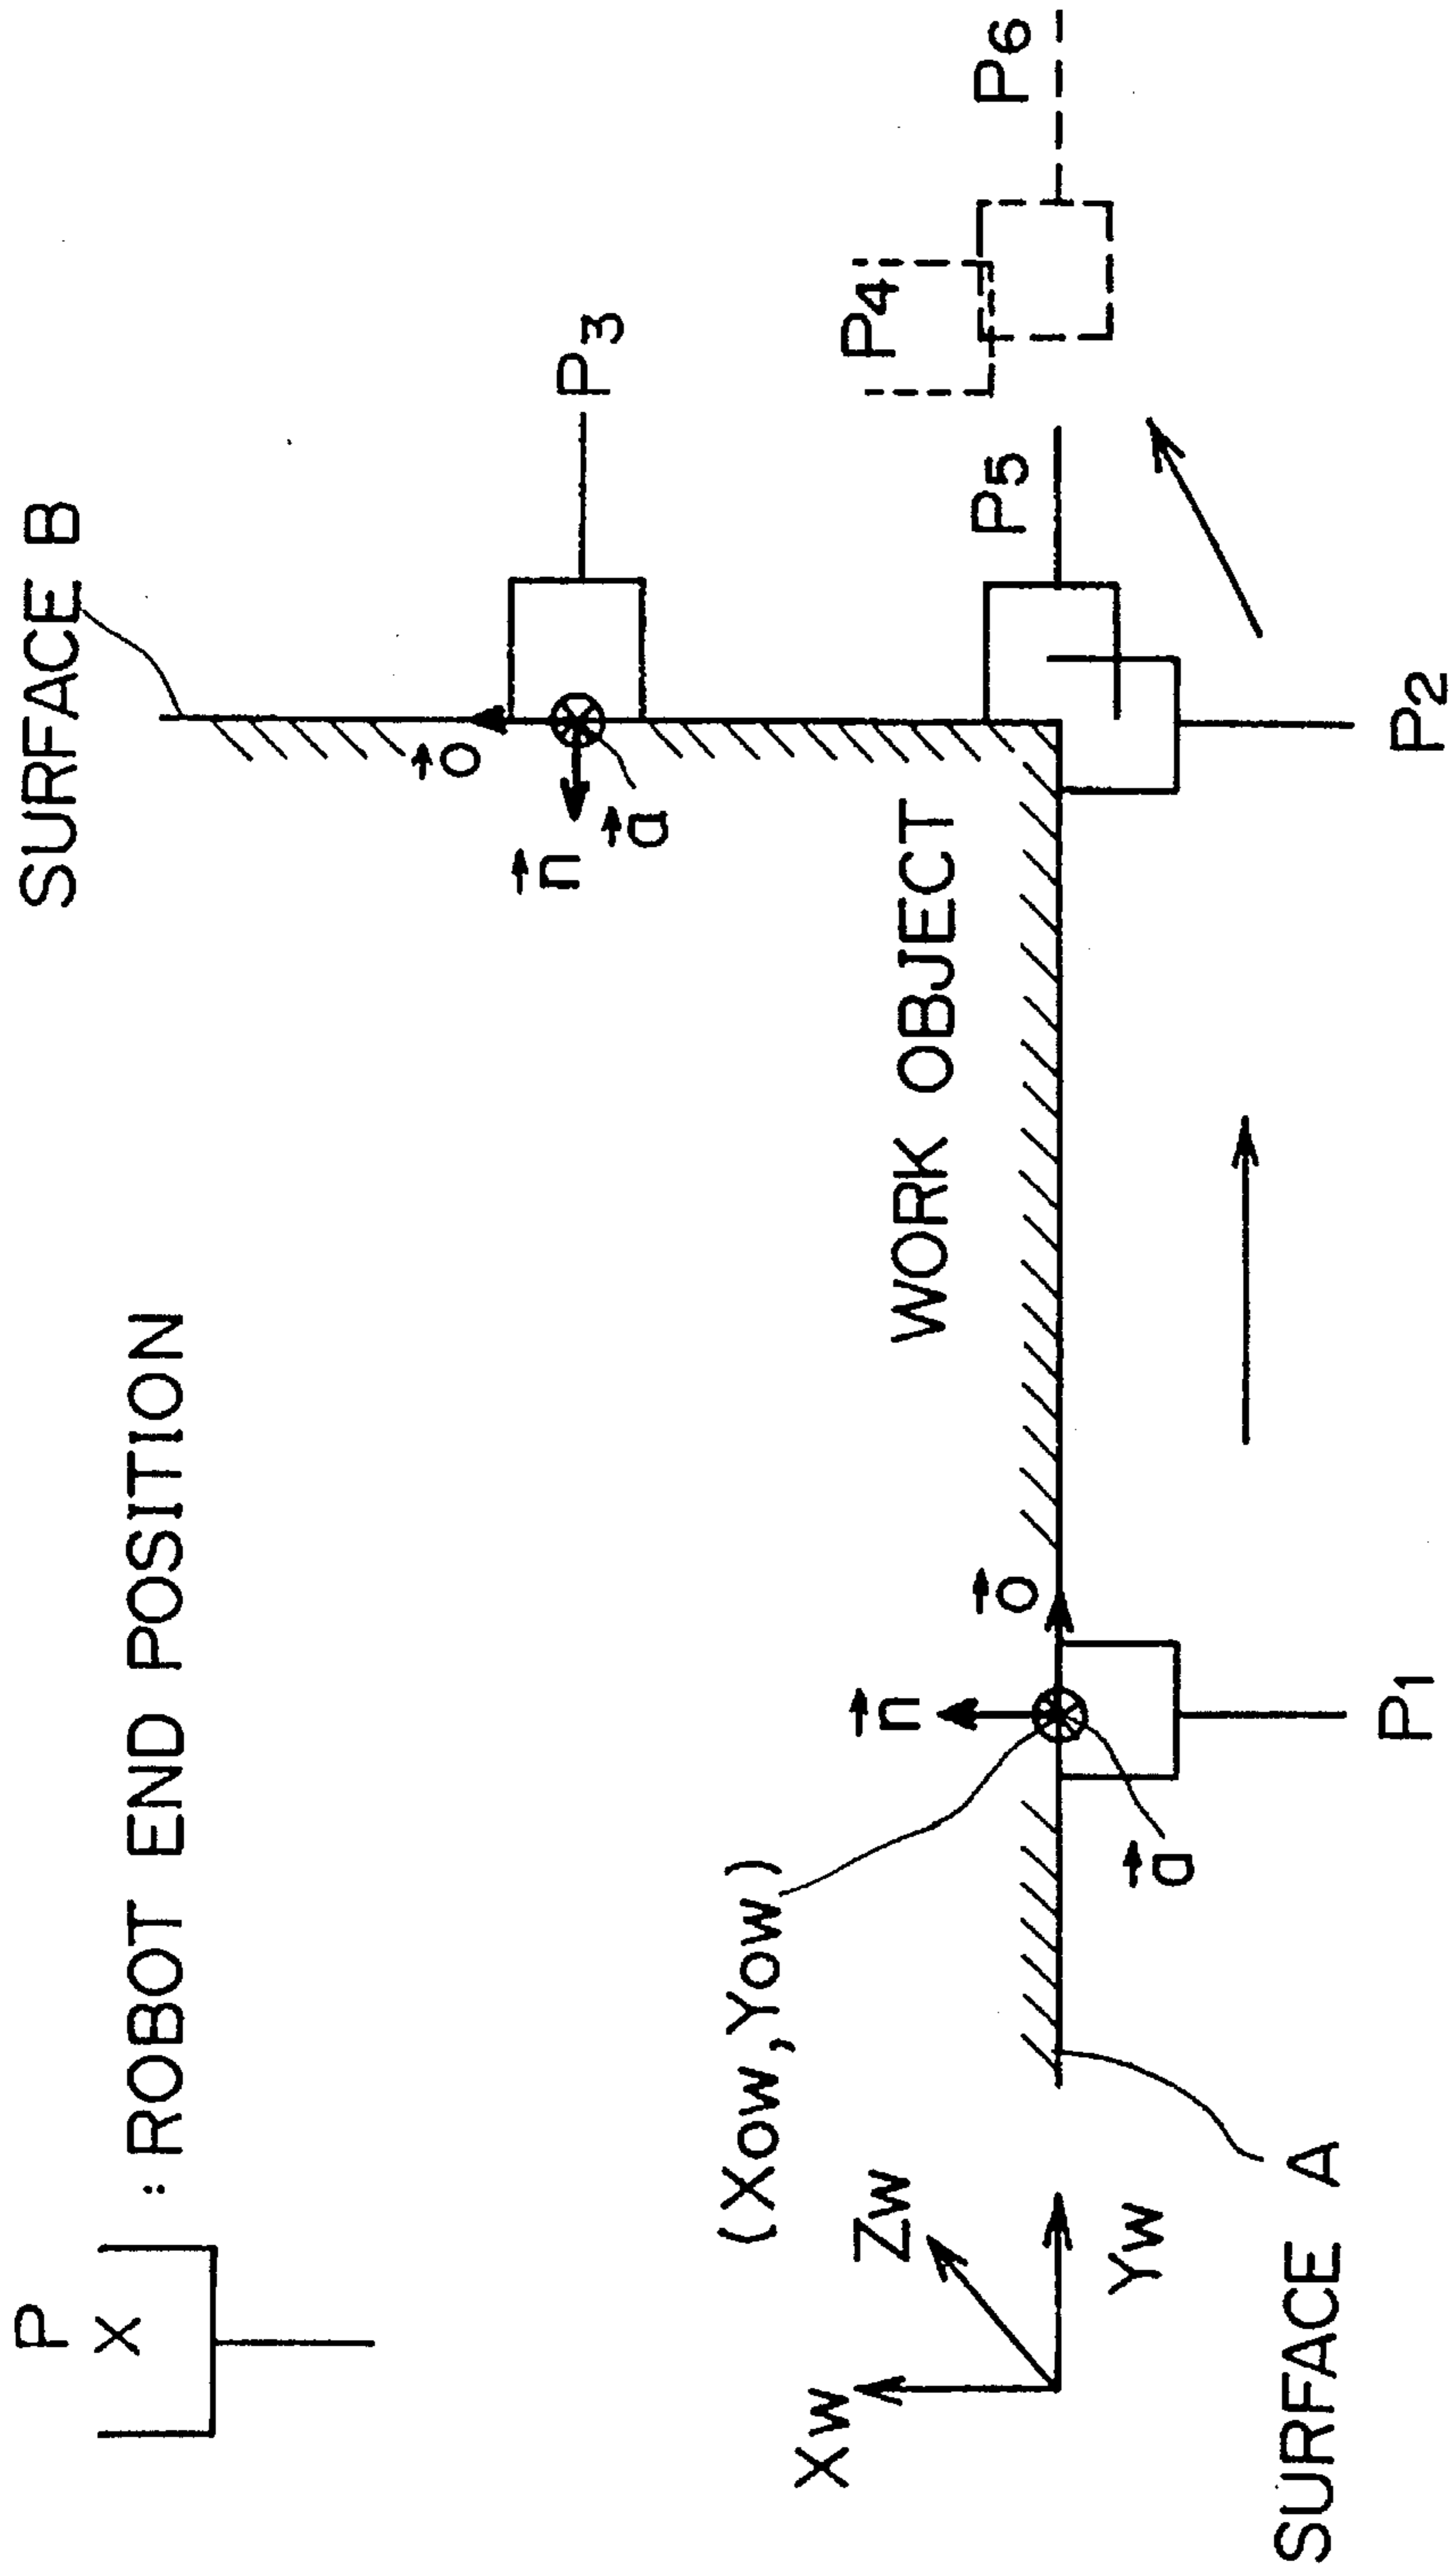 P
SURFACE B
X : ROBOT END POSITION
o⃗
n⃗
P3
a⃗
(Xow,Yow)
Xw
Zw
n⃗
P4
WORK OBJECT
o⃗
P5
P6
Yw
a⃗
SURFACE A
P1
P2